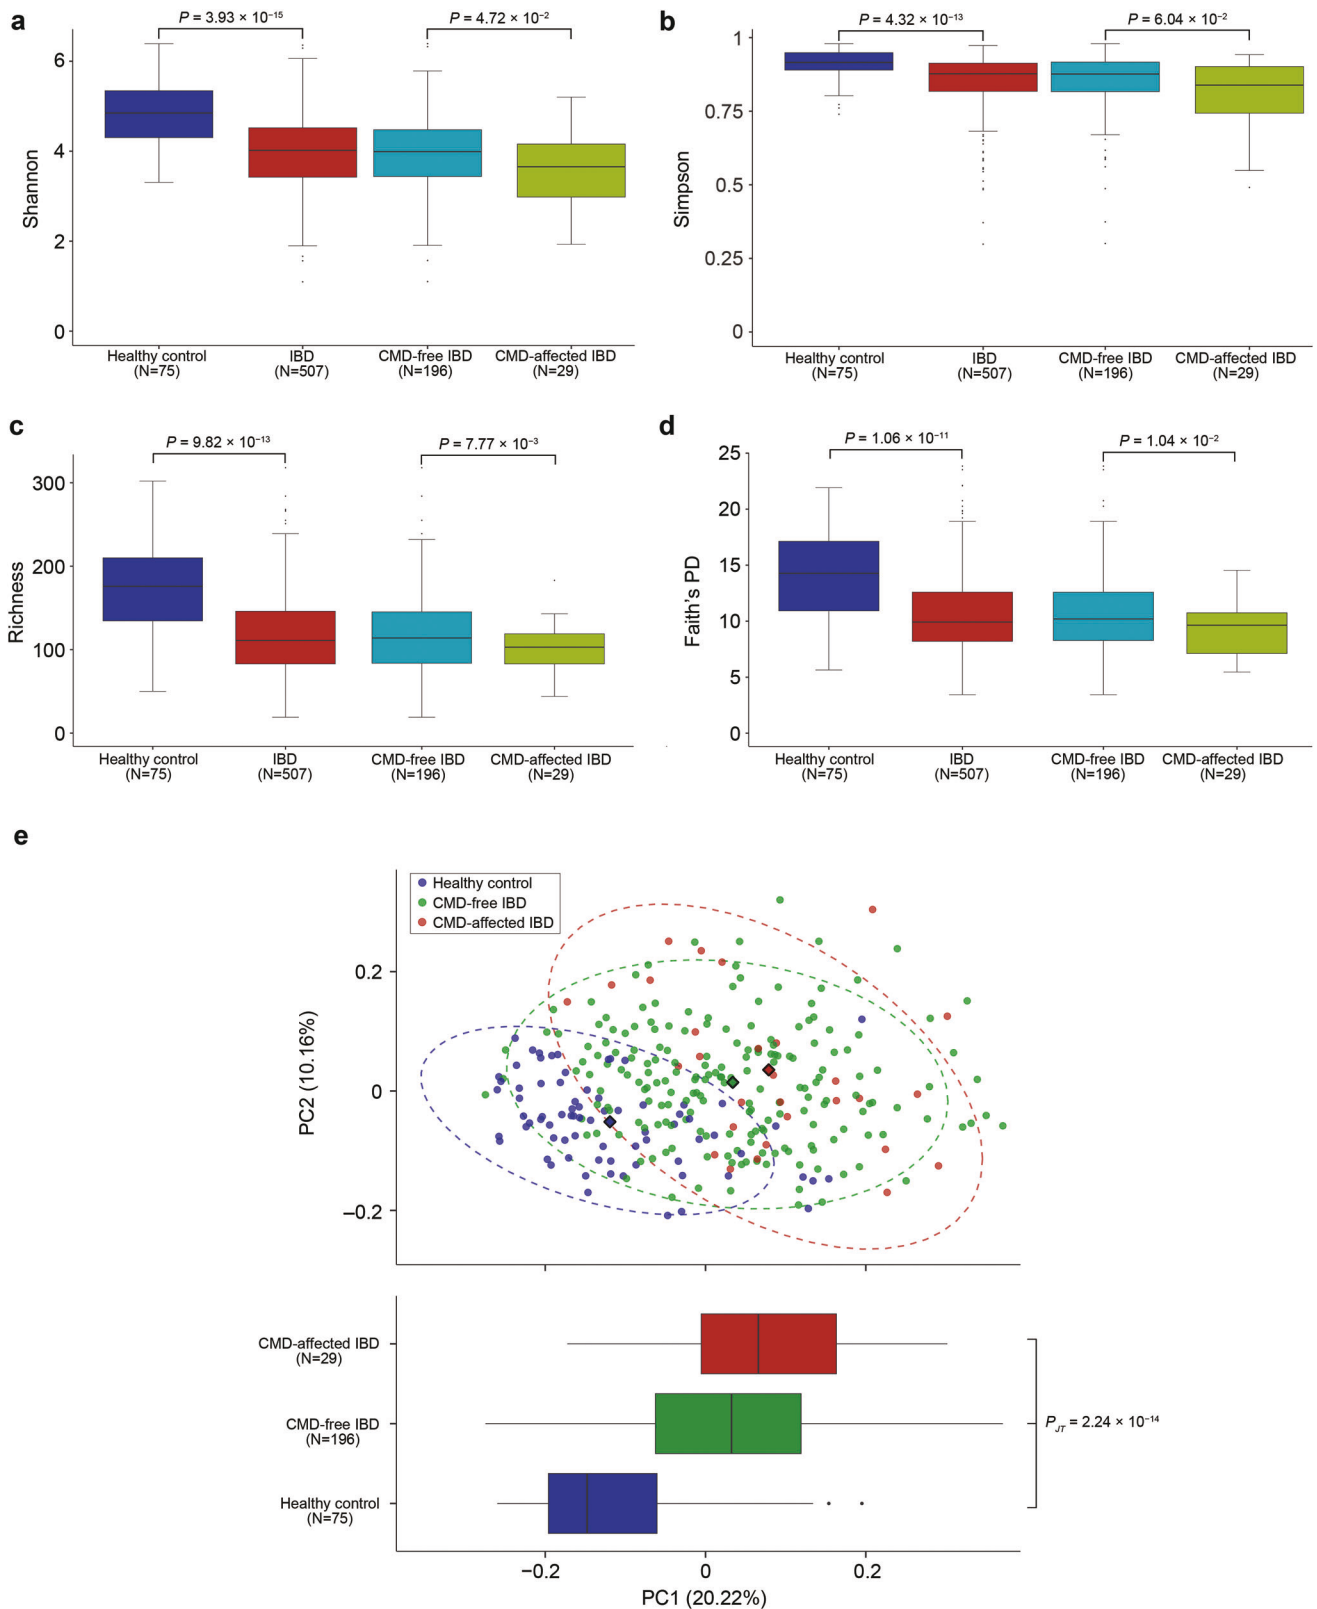 a
P = 3.93 × 10⁻¹⁵
P = 4.72 × 10⁻²
6
4
2
0
Shannon
Healthy control
(N=75)
IBD
(N=507)
CMD-free IBD
(N=196)
CMD-affected IBD
(N=29)
b
P = 4.32 × 10⁻¹³
P = 6.04 × 10⁻²
1
0.75
0.5
0.25
0
Simpson
Healthy control
(N=75)
IBD
(N=507)
CMD-free IBD
(N=196)
CMD-affected IBD
(N=29)
c
P = 9.82 × 10⁻¹³
P = 7.77 × 10⁻³
300
200
100
0
Richness
Healthy control
(N=75)
IBD
(N=507)
CMD-free IBD
(N=196)
CMD-affected IBD
(N=29)
d
P = 1.06 × 10⁻¹¹
P = 1.04 × 10⁻²
25
20
15
10
5
0
Faith's PD
Healthy control
(N=75)
IBD
(N=507)
CMD-free IBD
(N=196)
CMD-affected IBD
(N=29)
e
Healthy control
CMD-free IBD
CMD-affected IBD
0.2
0
−0.2
PC2 (10.16%)
CMD-affected IBD
(N=29)
CMD-free IBD
(N=196)
Healthy control
(N=75)
P_JT = 2.24 × 10⁻¹⁴
−0.2
0
0.2
PC1 (20.22%)